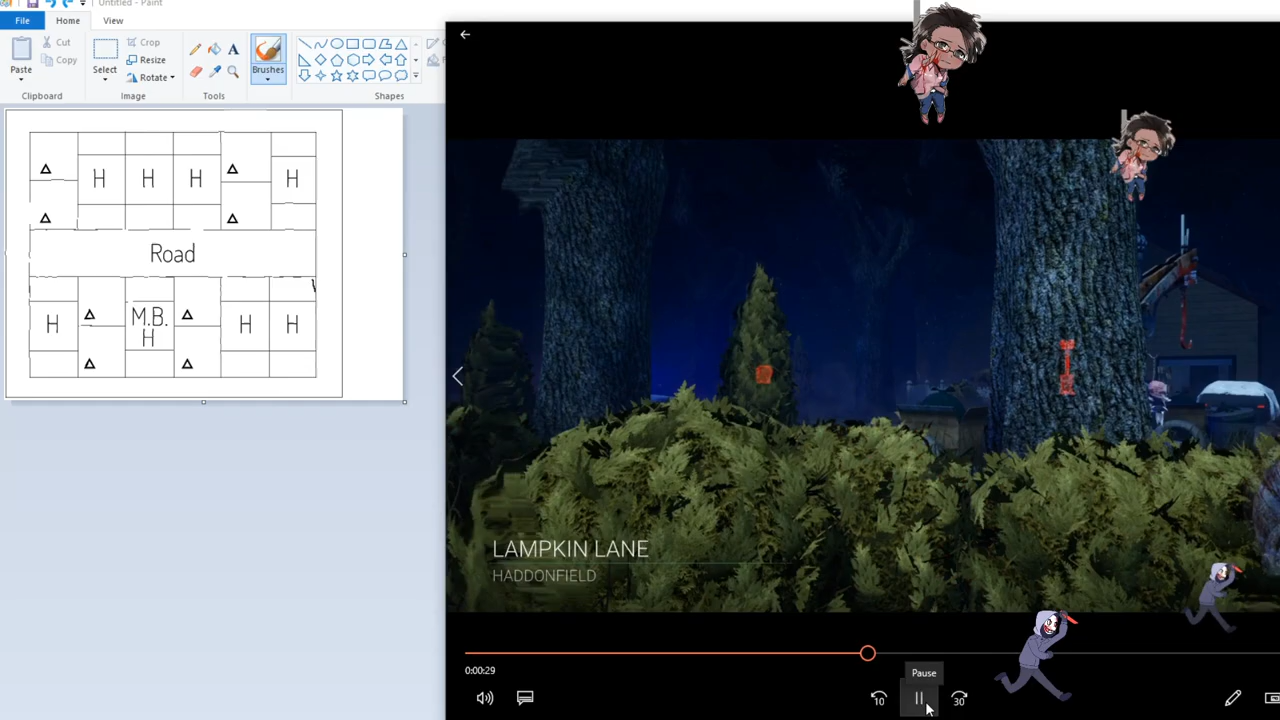 Untitled - Paint
File Home View
Paste
Cut
Copy
Clipboard
Select
Crop
Resize
Rotate
Image
A
Tools
Brushes
Shapes
H H H H
Road
H M.B. H H
H
LAMPKIN LANE
HADDONFIELD
0:00:29
Pause
10
30